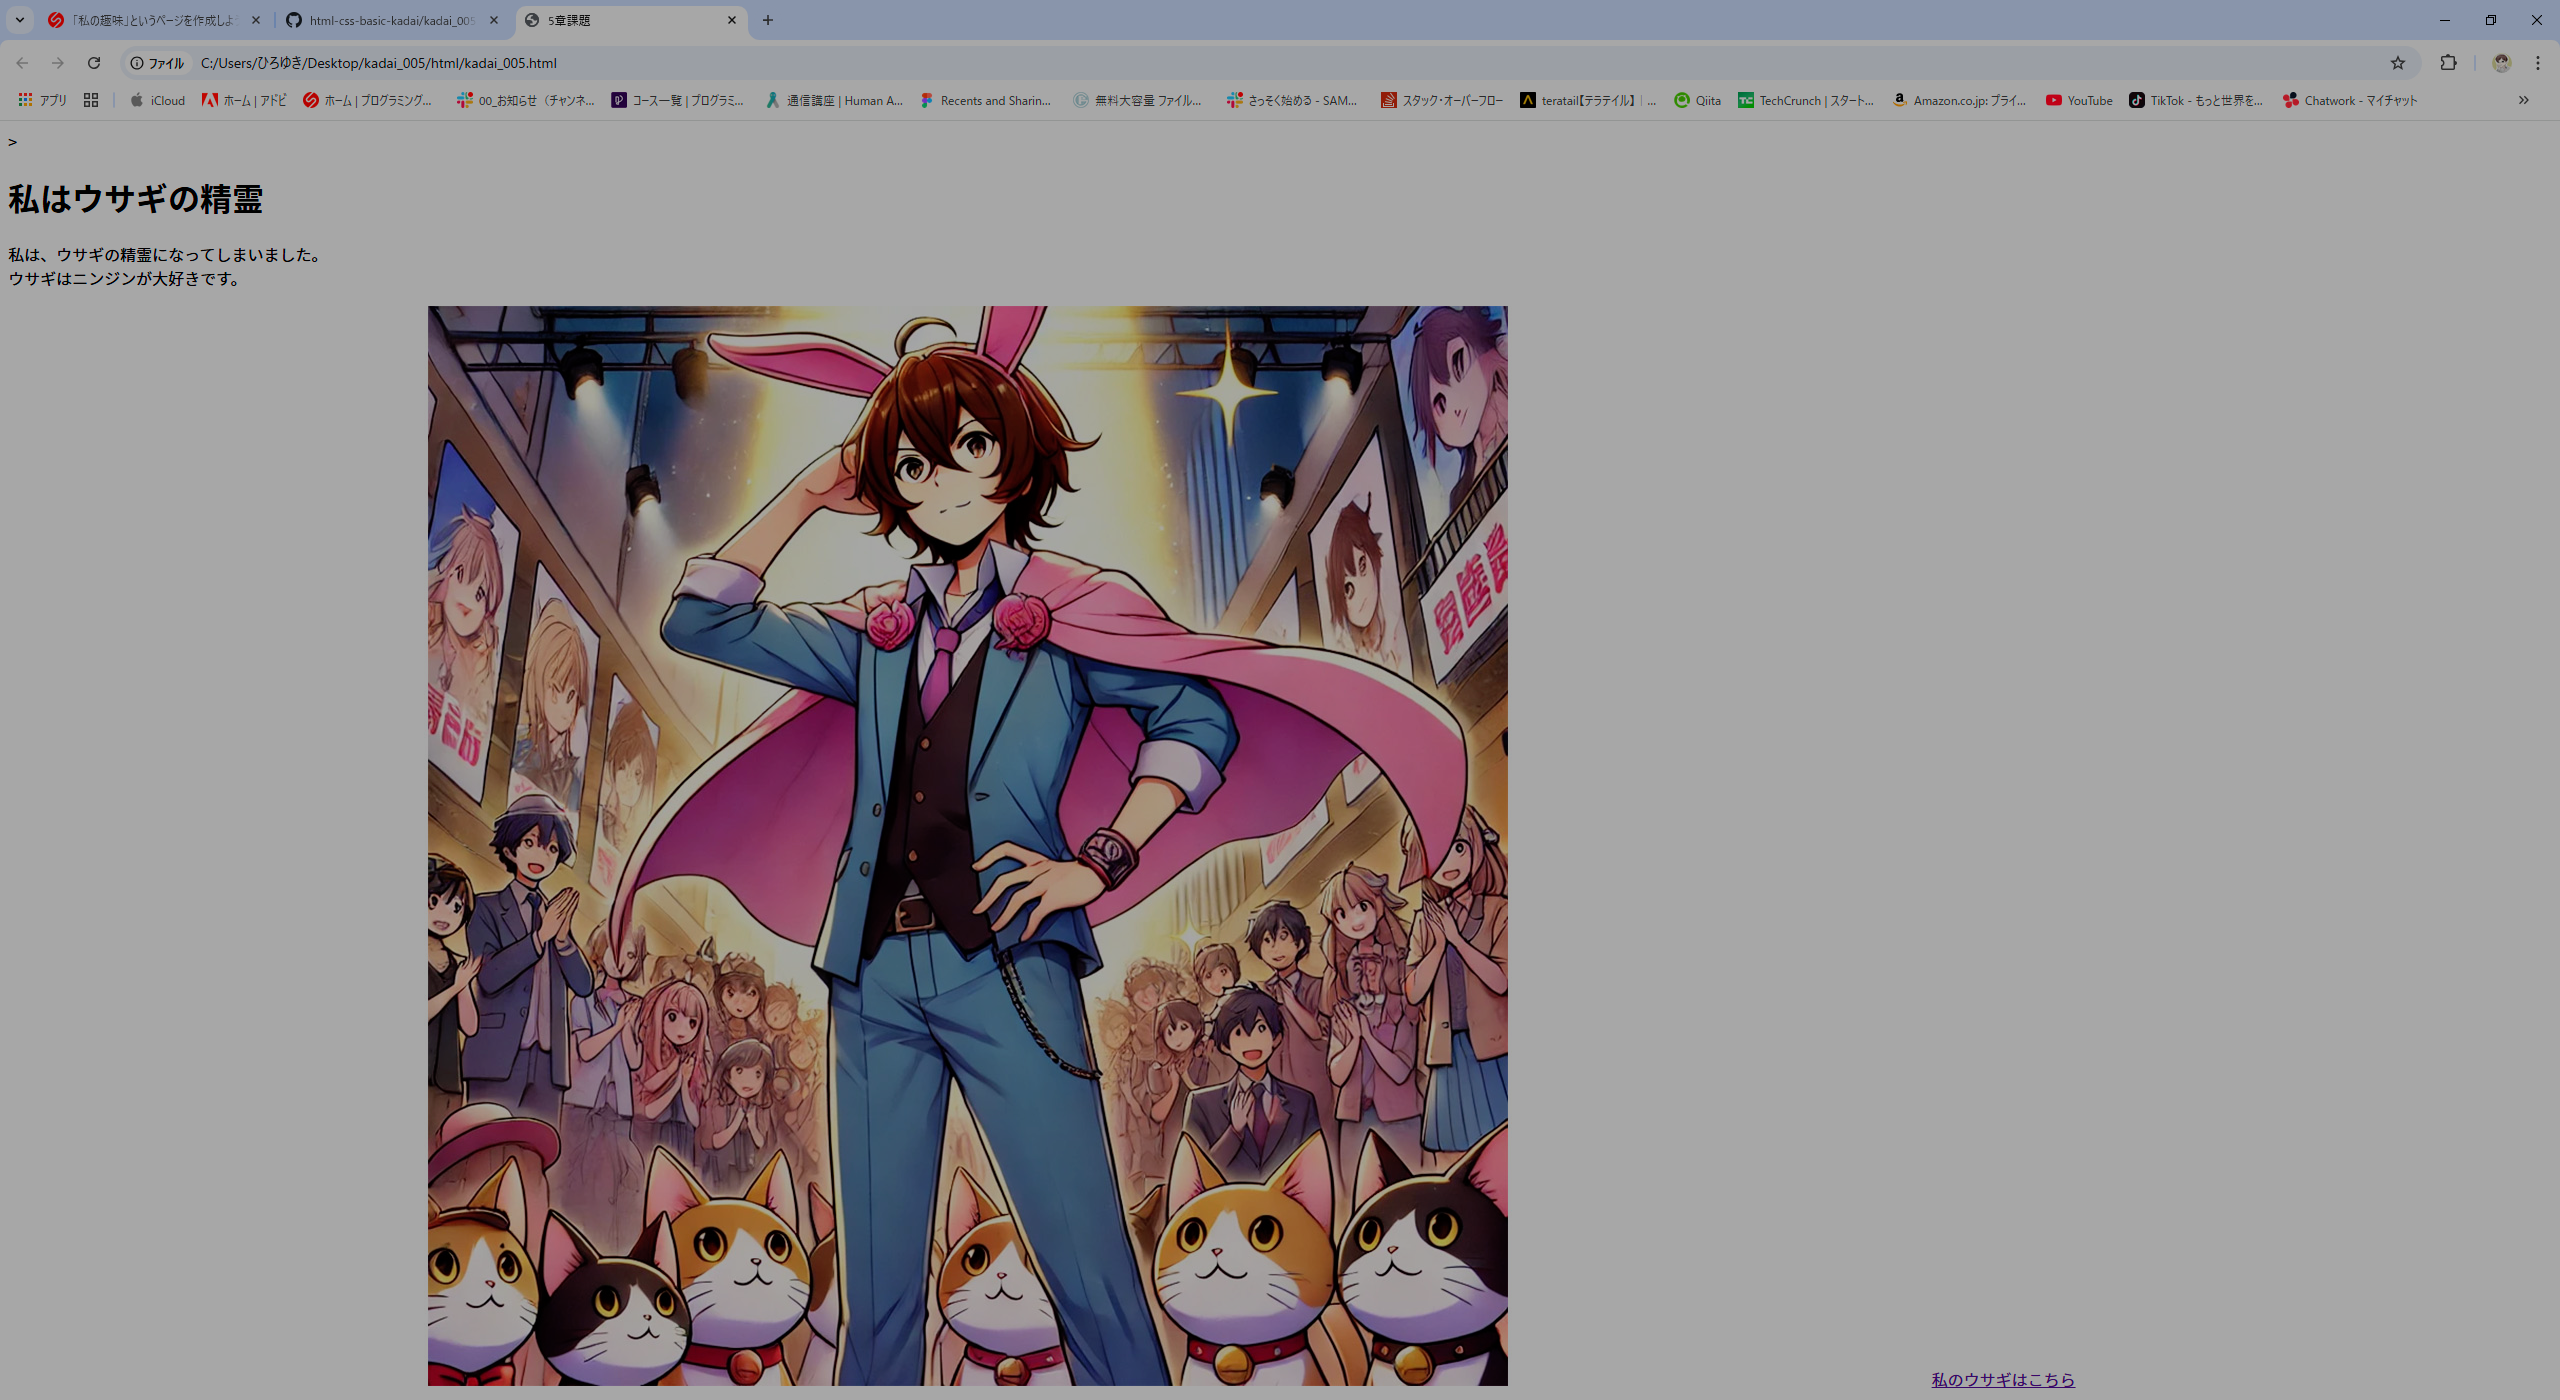 「私の趣味」というページを作成しよ
html-css-basic-kadai/kadai_005
5章課題
ファイル
C:/Users/ひろゆき/Desktop/kadai_005/html/kadai_005.html
アプリ
iCloud
ホーム | アドビ
ホーム | プログラミング...
00_お知らせ（チャンネ...
コース一覧 | プログラミ...
通信講座 | Human A...
Recents and Sharin...
無料大容量 ファイル...
さっそく始める - SAM...
スタック・オーバーフロー
teratail【テラテイル】｜...
Qiita
TechCrunch | スタート...
Amazon.co.jp: プライ...
YouTube
TikTok - もっと世界を...
Chatwork - マイチャット
>
私はウサギの精霊
私は、ウサギの精霊になってしまいました。
ウサギはニンジンが大好きです。
私のウサギはこちら